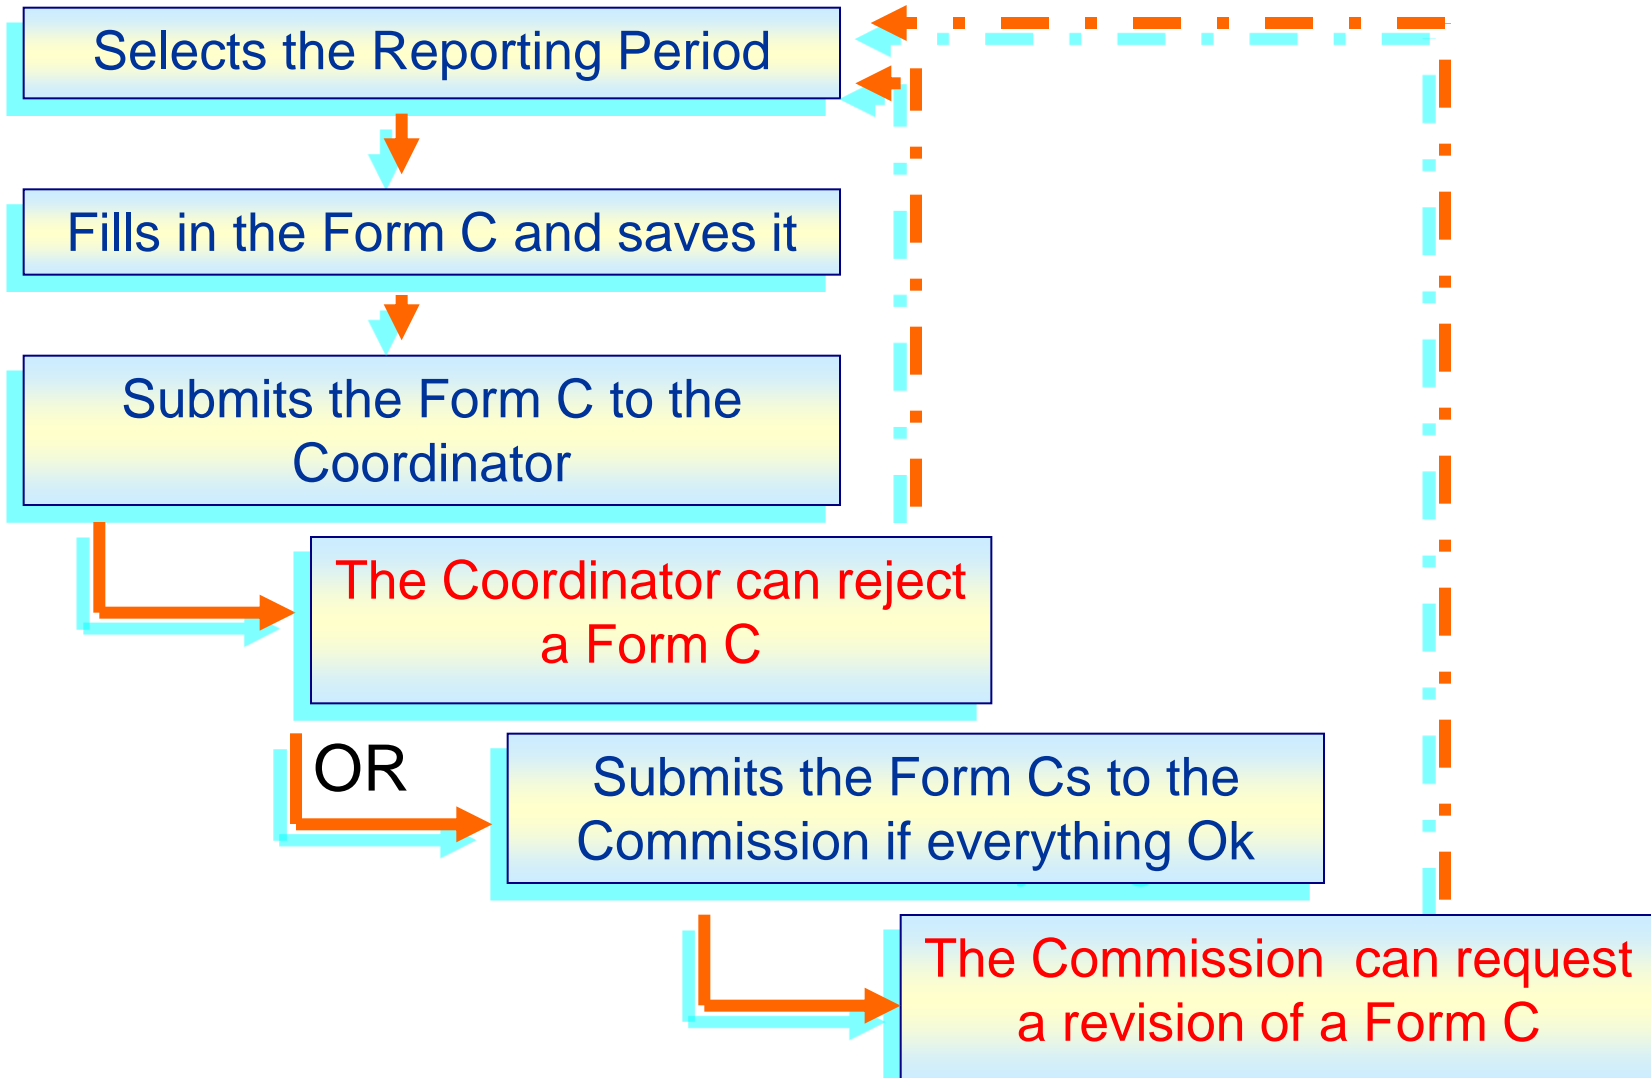 Selects the Reporting Period
Fills in the Form C and saves it
Submits the Form C to the
Coordinator
The Coordinator can reject
a Form C
OR
Submits the Form Cs to the
Commission if everything Ok
The Commission can request
a revision of a Form C